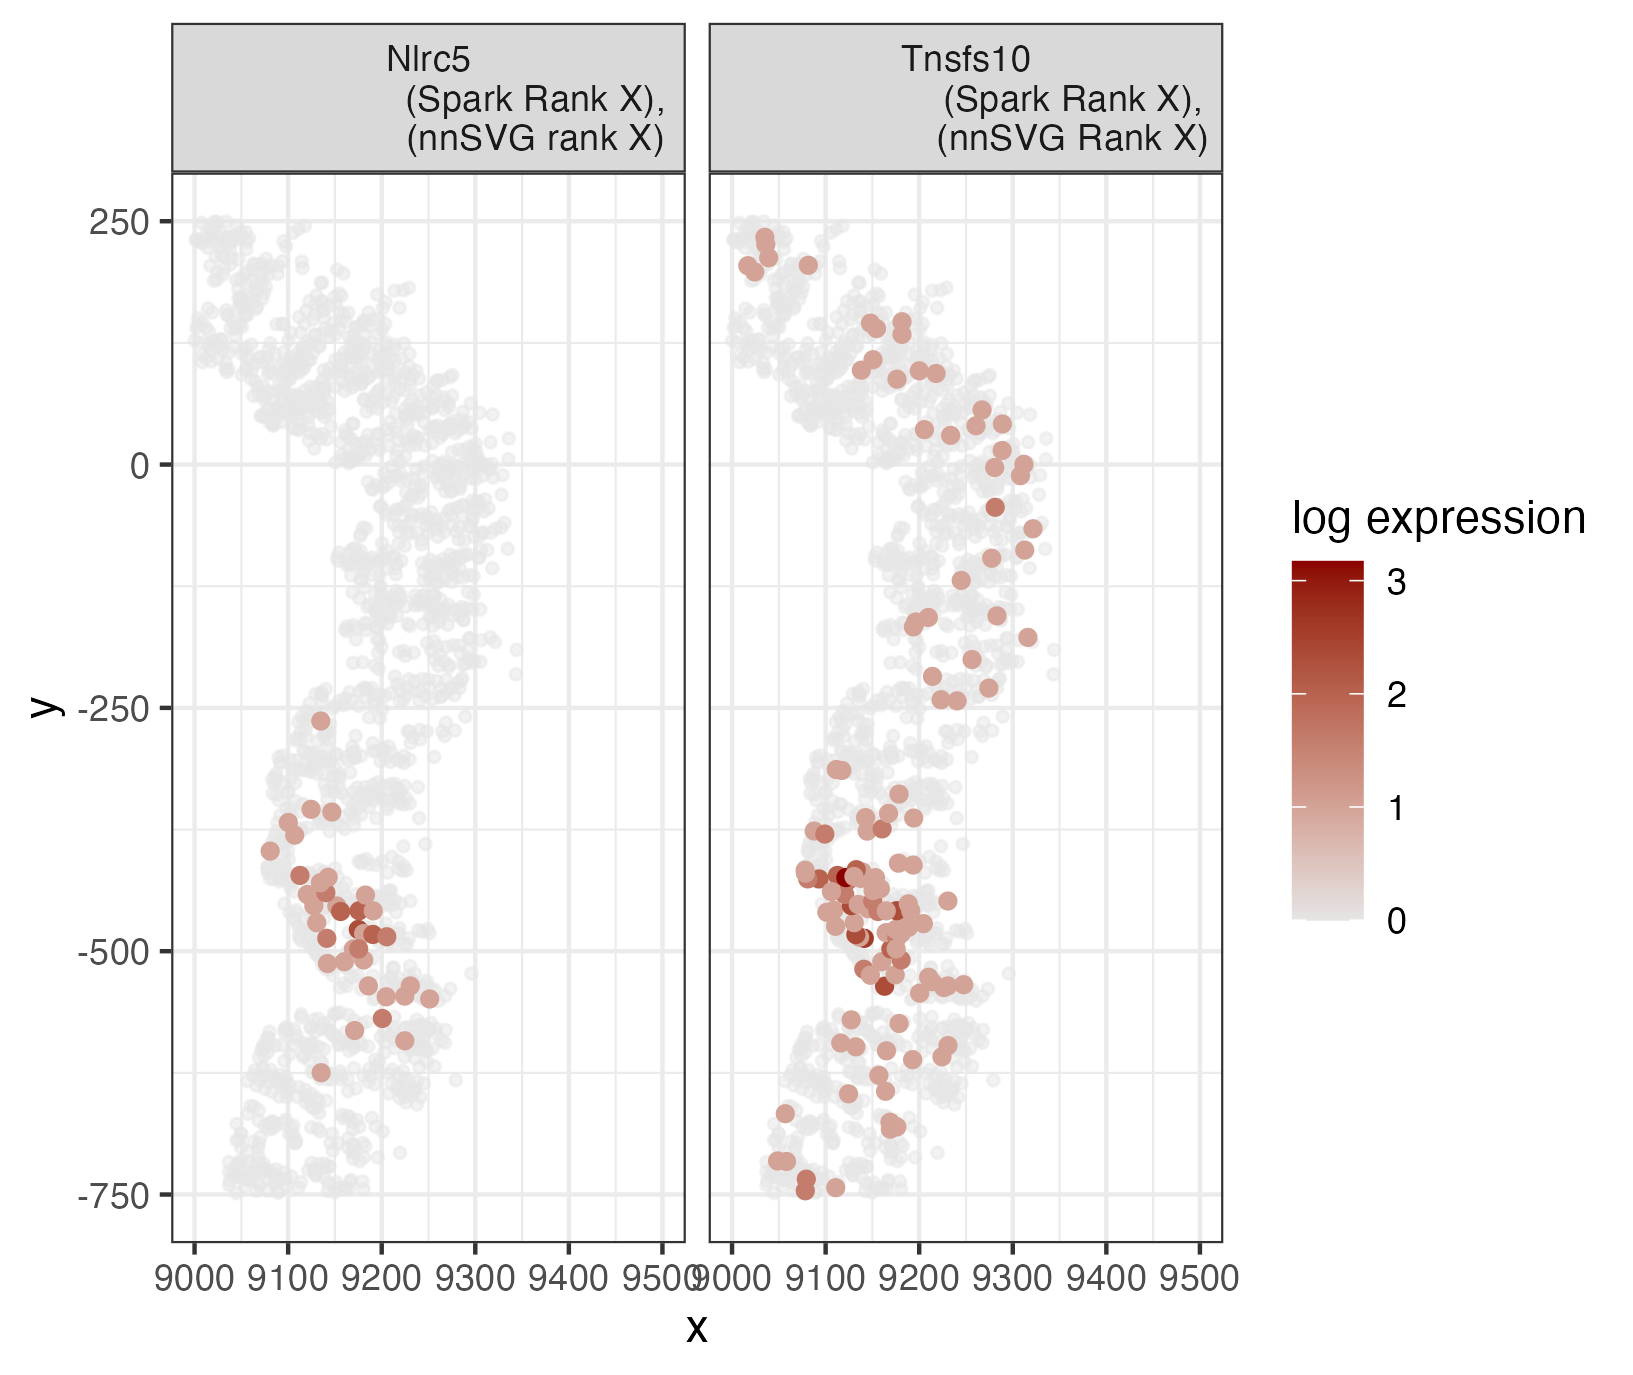 Nlrc5
(Spark Rank X),
(nnSVG rank X)
Tnsfs10
(Spark Rank X),
(nnSVG Rank X)
250
0
-250
-500
-750
y
9000 9100 9200 9300 9400 9500
9000 9100 9200 9300 9400 9500
x
log expression
3
2
1
0